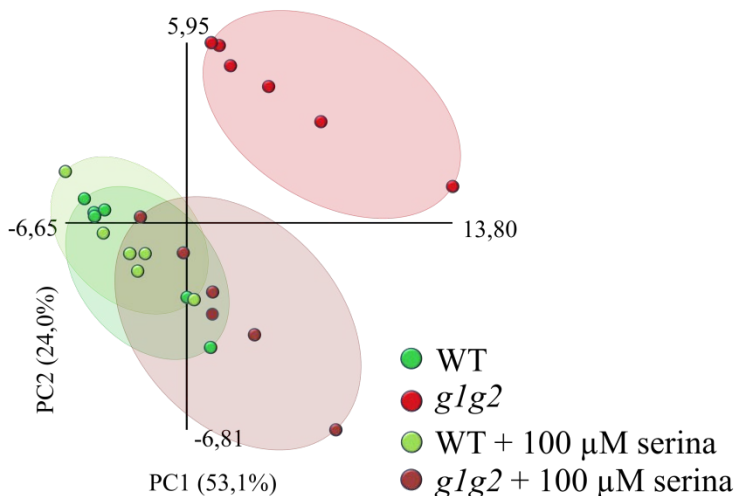 5,95
-6,65
13,80
PC2 (24,0%)
-6,81
PC1 (53,1%)
WT
g1g2
WT + 100 µM serina
g1g2 + 100 µM serina